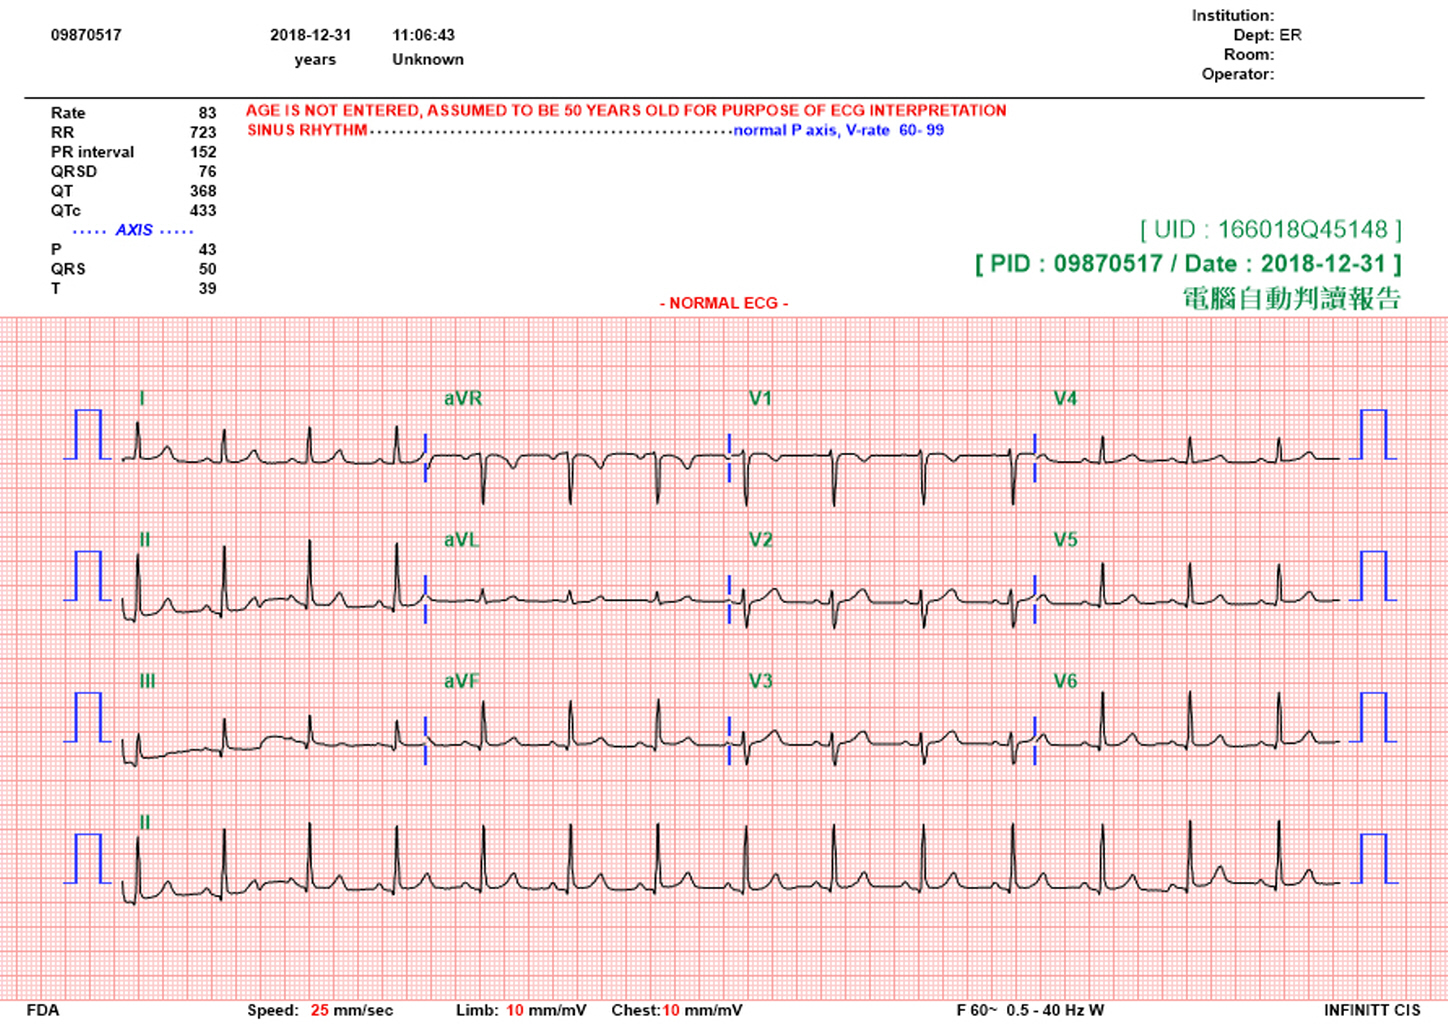 Institution:
09870517 2018-12-31 11:06:43 Dept: ER
years Unknown Room:
Operator:
Rate 83 AGE IS NOT ENTERED, ASSUMED TO BE 50 YEARS OLD FOR PURPOSE OF ECG INTERPRETATION
RR 723 SINUS RHYTHM..........................................normal P axis, V-rate 60- 99
PR interval 152
QRSD 76
QT 368
QTc 433
..... AXIS .....
P 43
QRS 50
T 39
[ UID : 166018Q45148 ]
[ PID : 09870517 / Date : 2018-12-31 ]
電腦自動判讀報告
- NORMAL ECG -
I aVR V1 V4
II aVL V2 V5
III aVF V3 V6
II
FDA Speed: 25 mm/sec Limb: 10 mm/mV Chest:10 mm/mV F 60~ 0.5 - 40 Hz W INFINITT CIS